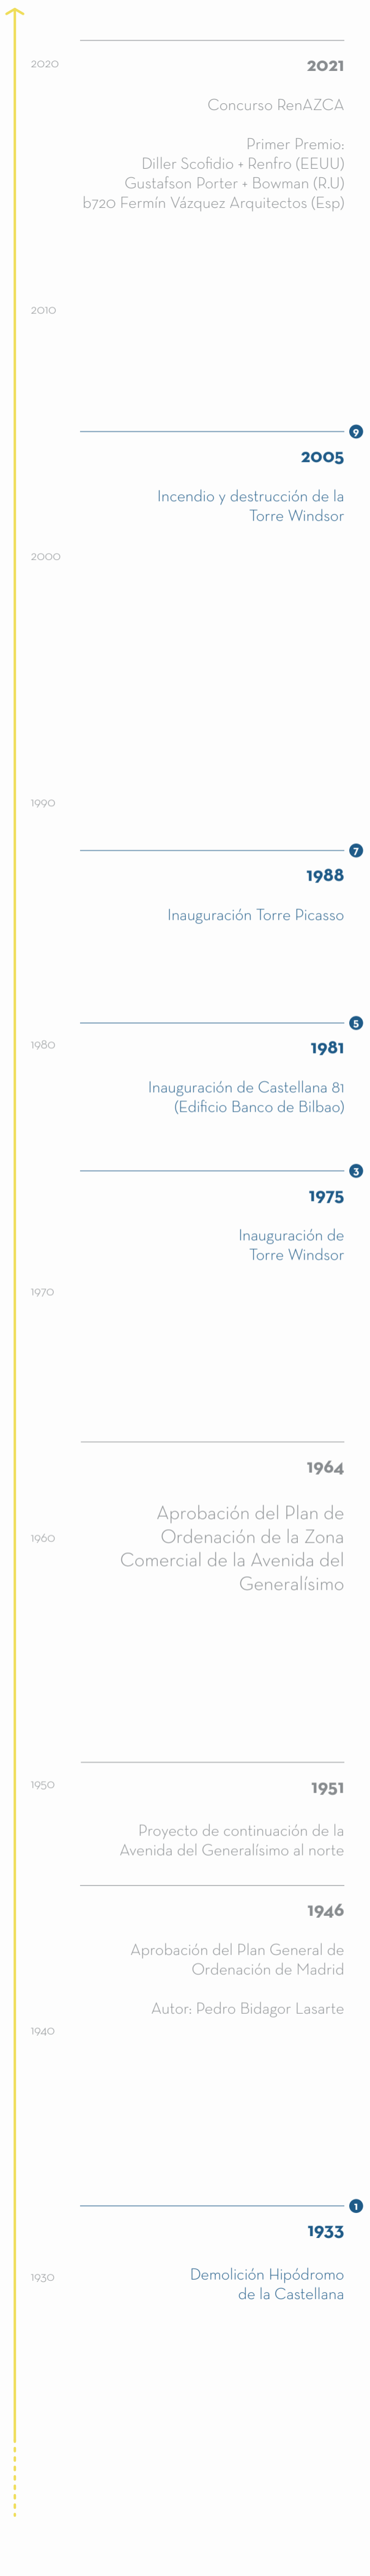 2020
2021
Concurso RenAZCA
Primer Premio:
Diller Scofidio + Renfro (EEUU)
Gustafson Porter + Bowman (R.U)
b720 Fermín Vázquez Arquitectos (Esp)
2010
9
2005
Incendio y destrucción de la
Torre Windsor
2000
1990
7
1988
Inauguración Torre Picasso
5
1980
1981
Inauguración de Castellana 81
(Edificio Banco de Bilbao)
3
1975
Inauguración de
Torre Windsor
1970
1964
Aprobación del Plan de
Ordenación de la Zona
Comercial de la Avenida del
Generalísimo
1960
1950
1951
Proyecto de continuación de la
Avenida del Generalísimo al norte
1946
Aprobación del Plan General de
Ordenación de Madrid
Autor: Pedro Bidagor Lasarte
1940
1
1933
Demolición Hipódromo
de la Castellana
1930